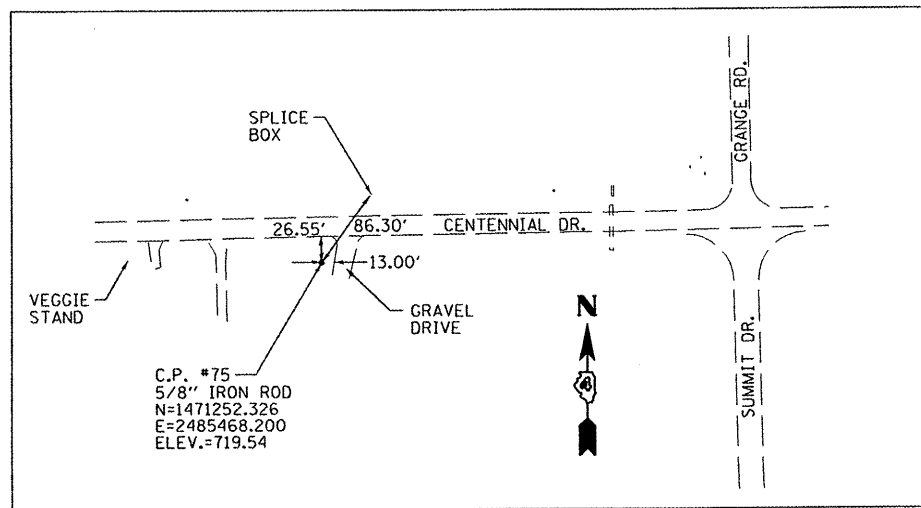 SPLICE
BOX
GRANGE RD.
26.55'
86.30'
CENTENNIAL DR.
13.00'
VEGGIE
STAND
GRAVEL
DRIVE
N
C.P. #75
5/8" IRON ROD
N=1471252.326
E=2485468.200
ELEV.=719.54
SUMMIT DR.